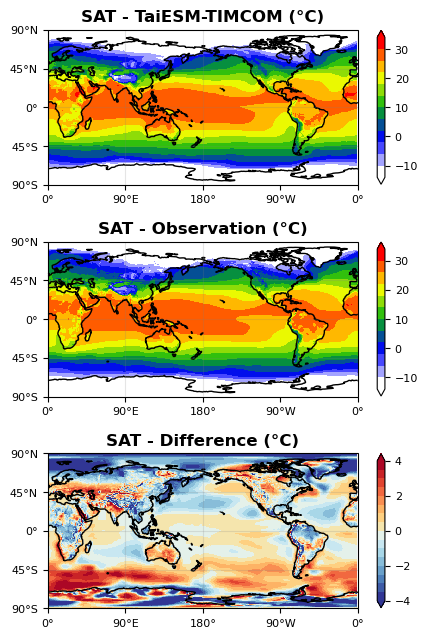 SAT - TaiESM-TIMCOM (°C)
90°N
45°N
0°
45°S
90°S
0°
90°E
180°
90°W
0°
30
20
10
0
−10
SAT - Observation (°C)
90°N
45°N
0°
45°S
90°S
0°
90°E
180°
90°W
0°
30
20
10
0
−10
SAT - Difference (°C)
90°N
45°N
0°
45°S
90°S
0°
90°E
180°
90°W
0°
4
2
0
−2
−4